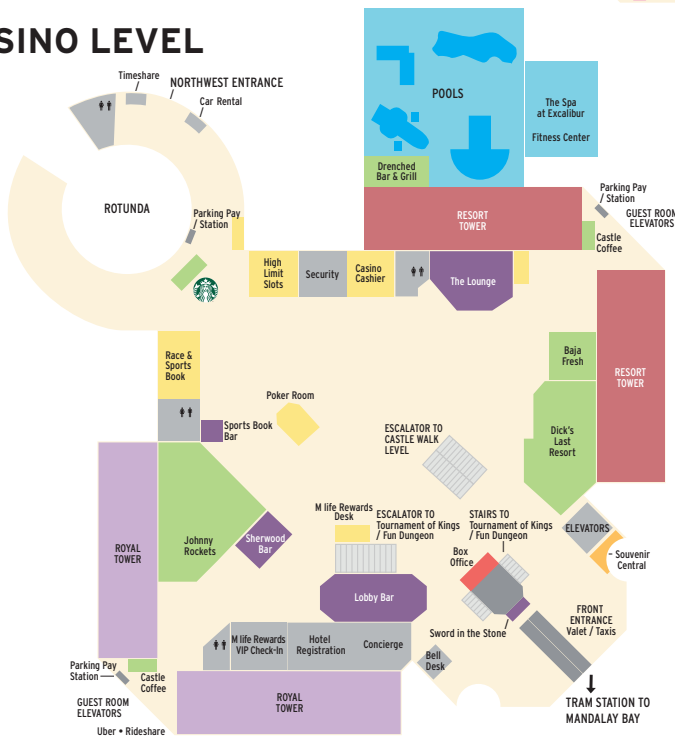 SINO LEVEL
Timeshare
NORTHWEST ENTRANCE
Car Rental
POOLS
The Spa
at Excalibur
Fitness Center
Drenched
Bar & Grill
ROTUNDA
Parking Pay
/ Station
RESORT
TOWER
Parking Pay
/ Station
GUEST ROOM
ELEVATORS
Castle
Coffee
High
Limit
Slots
Security
Casino
Cashier
The Lounge
Race &
Sports
Book
Baja
Fresh
RESORT
TOWER
Poker Room
Sports Book
Bar
ESCALATOR TO
CASTLE WALK
LEVEL
Dick's
Last
Resort
M life Rewards
Desk
ESCALATOR TO
Tournament of Kings
/ Fun Dungeon
STAIRS TO
Tournament of Kings
/ Fun Dungeon
ELEVATORS
Johnny
Rockets
Sherwood
Bar
ROYAL
TOWER
Box
Office
Souvenir
Central
Lobby Bar
FRONT
ENTRANCE
Valet / Taxis
Sword in the Stone
M life Rewards
VIP Check-In
Hotel
Registration
Concierge
Bell
Desk
Parking Pay
Station
Castle
Coffee
GUEST ROOM
ELEVATORS
ROYAL
TOWER
TRAM STATION TO
MANDALAY BAY
Uber • Rideshare